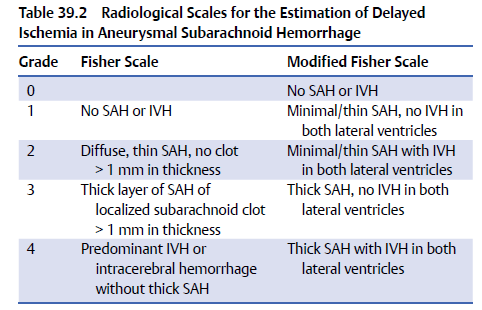 Table 39.2 Radiological Scales for the Estimation of Delayed
Ischemia in Aneurysmal Subarachnoid Hemorrhage
Grade Fisher Scale Modified Fisher Scale
0 No SAH or IVH
1 No SAH or IVH Minimal/thin SAH, no IVH in
both lateral ventricles
2 Diffuse, thin SAH, no clot Minimal/thin SAH with IVH
> 1 mm in thickness in both lateral ventricles
3 Thick layer of SAH of Thick SAH, no IVH in both
localized subarachnoid clot lateral ventricles
> 1 mm in thickness
4 Predominant IVH or Thick SAH with IVH in both
intracerebral hemorrhage lateral ventricles
without thick SAH